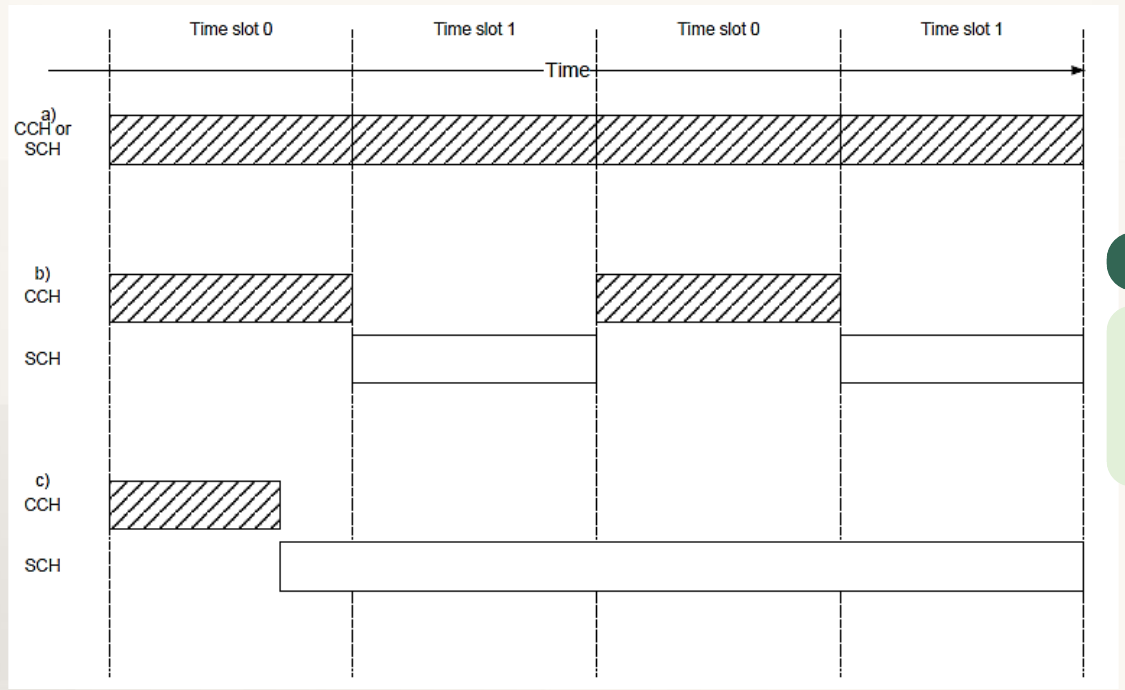 Time slot 0
Time slot 1
Time slot 0
Time slot 1
Time
a)
CCH or
SCH
b)
CCH
SCH
c)
CCH
SCH